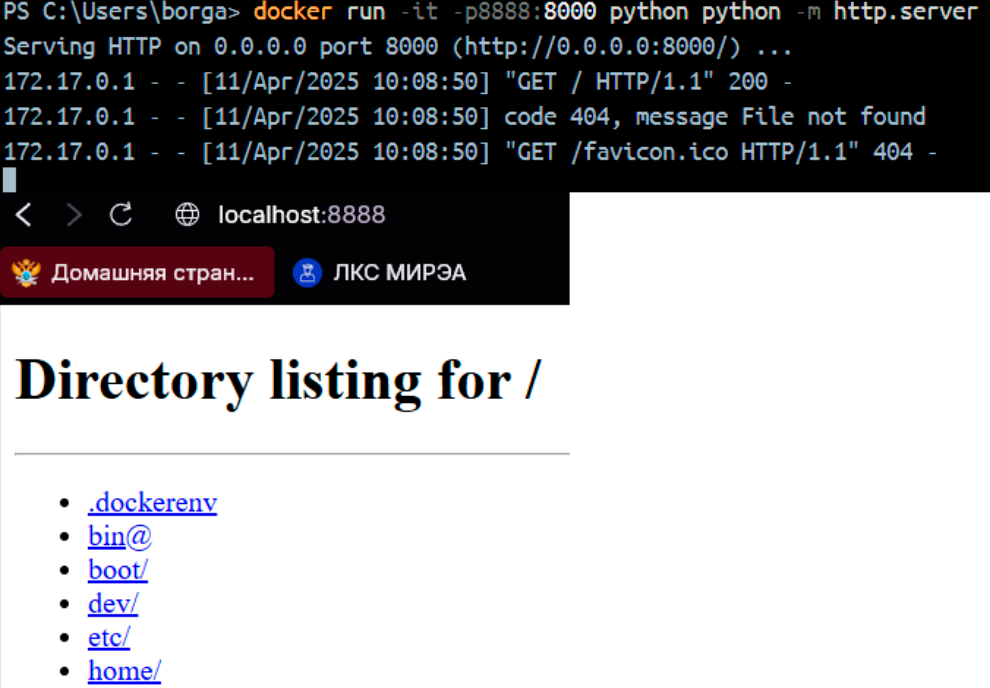 PS C:\Users\borga> docker run -it -p8888:8000 python python -m http.server
Serving HTTP on 0.0.0.0 port 8000 (http://0.0.0.0:8000/) ...
172.17.0.1 - - [11/Apr/2025 10:08:50] "GET / HTTP/1.1" 200 -
172.17.0.1 - - [11/Apr/2025 10:08:50] code 404, message File not found
172.17.0.1 - - [11/Apr/2025 10:08:50] "GET /favicon.ico HTTP/1.1" 404 -
localhost:8888
Домашняя стран... ЛКС МИРЭА
Directory listing for /
.dockerenv
bin@
boot/
dev/
etc/
home/